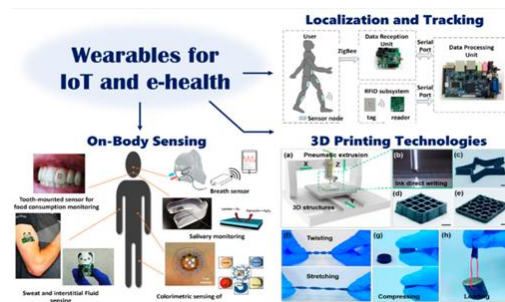 Wearables for
IoT and e-health
Localization and Tracking
User
ZigBee
Data Reception
Unit
Serial
Port
Data Processing
Unit
RFID subsystem
tag
reader
Serial
Port
Sensor node
On-Body Sensing
Tooth-mounted sensor for
food consumption monitoring
Breath sensor
Salivary monitoring
Sweat and interstitial Fluid
sensing
Colorimetric sensing of
3D Printing Technologies
(a)
Pneumatic extrusion
X
Z
3D structures
(b)
Ink direct writing
(c)
(d)
(e)
(f)
Twisting
Stretching
(g)
Compressing
(h)
Loading